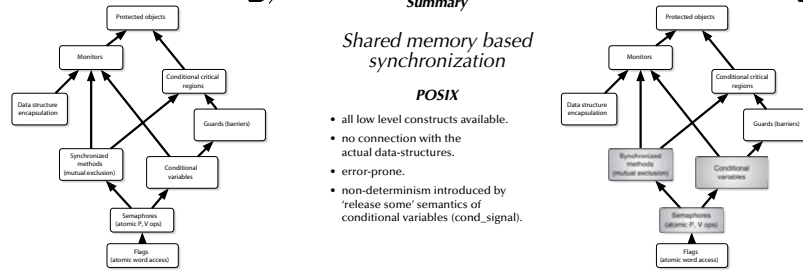 Protected objects
Monitors
Conditional critical
regions
Data structure
encapsulation
Guards (barriers)
Synchronized
methods
(mutual exclusion)
Conditional
variables
Semaphores
(atomic P, V ops)
Flags
(atomic word access)
Summary
Shared memory based
synchronization
POSIX
• all low level constructs available.
• no connection with the
actual data-structures.
• error-prone.
• non-determinism introduced by
‘release some’ semantics of
conditional variables (cond_signal).
Protected objects
Monitors
Conditional critical
regions
Data structure
encapsulation
Guards (barriers)
Synchronized
methods
(mutual exclusion)
Conditional
variables
Semaphores
(atomic P, V ops)
Flags
(atomic word access)